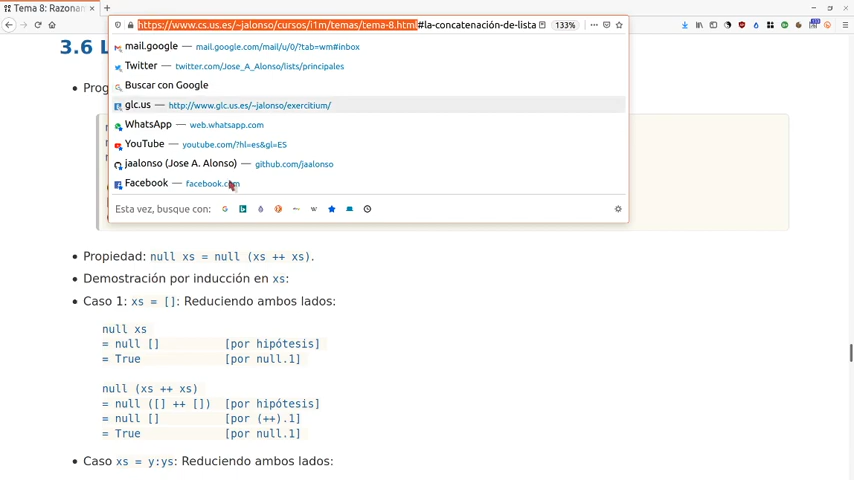 Tema 8: Razonam
https://www.cs.us.es/~jalonso/cursos/i1m/temas/tema-8.html#la-concatenación-de-lista
133%
3.6 L
mail.google — mail.google.com/mail/u/0/?tab=wm#inbox
Twitter — twitter.com/Jose_A_Alonso/lists/principales
Buscar con Google
• Prog
glc.us — http://www.glc.us.es/~jalonso/exercitium/
WhatsApp — web.whatsapp.com
YouTube — youtube.com/?hl=es&gl=ES
jaalonso (Jose A. Alonso) — github.com/jaalonso
Facebook — facebook.com
Esta vez, busque con:
• Propiedad: null xs = null (xs ++ xs).
• Demostración por inducción en xs:
• Caso 1: xs = []: Reduciendo ambos lados:
null xs
= null [] [por hipótesis]
= True [por null.1]
null (xs ++ xs)
= null ([] ++ []) [por hipótesis]
= null [] [por (++).1]
= True [por null.1]
• Caso xs = y:ys: Reduciendo ambos lados: